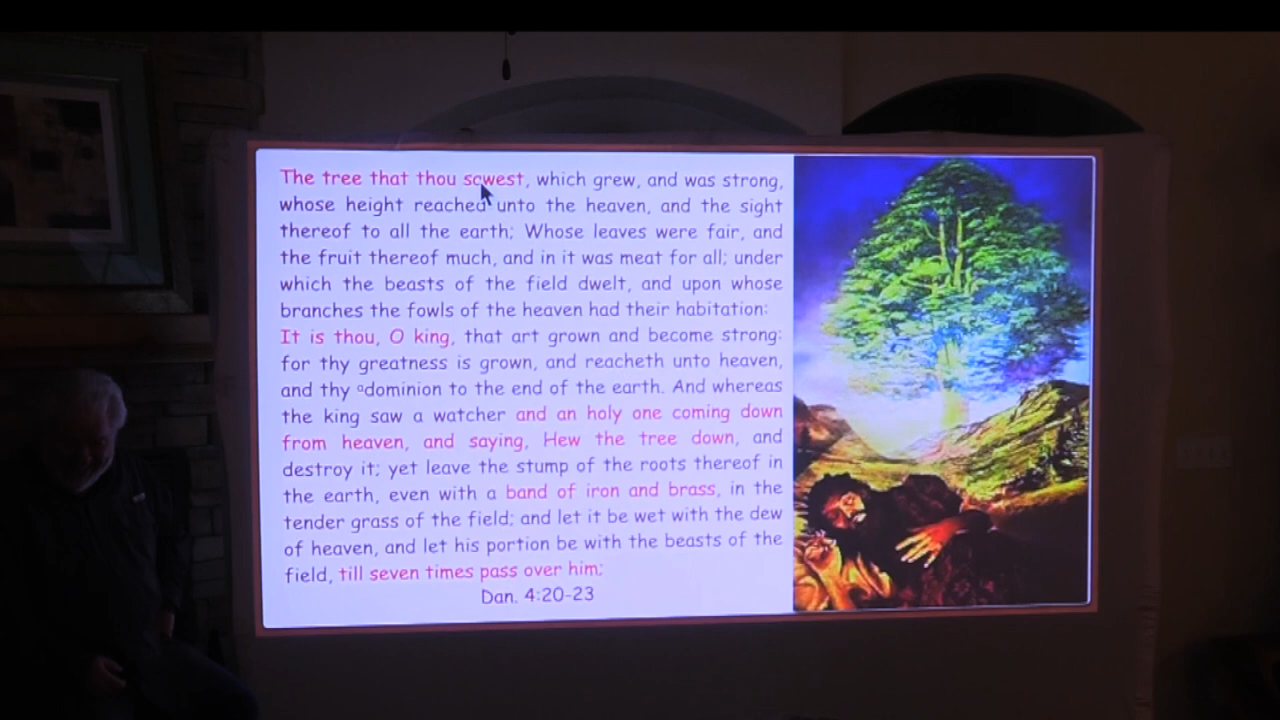 The tree that thou sawest, which grew, and was strong,
whose height reached unto the heaven, and the sight
thereof to all the earth; Whose leaves were fair, and
the fruit thereof much, and in it was meat for all; under
which the beasts of the field dwelt, and upon whose
branches the fowls of the heaven had their habitation:
It is thou, O king, that art grown and become strong:
for thy greatness is grown, and reacheth unto heaven,
and thy ᵃdominion to the end of the earth. And whereas
the king saw a watcher and an holy one coming down
from heaven, and saying, Hew the tree down, and
destroy it; yet leave the stump of the roots thereof in
the earth, even with a band of iron and brass, in the
tender grass of the field; and let it be wet with the dew
of heaven, and let his portion be with the beasts of the
field, till seven times pass over him;
Dan. 4:20-23